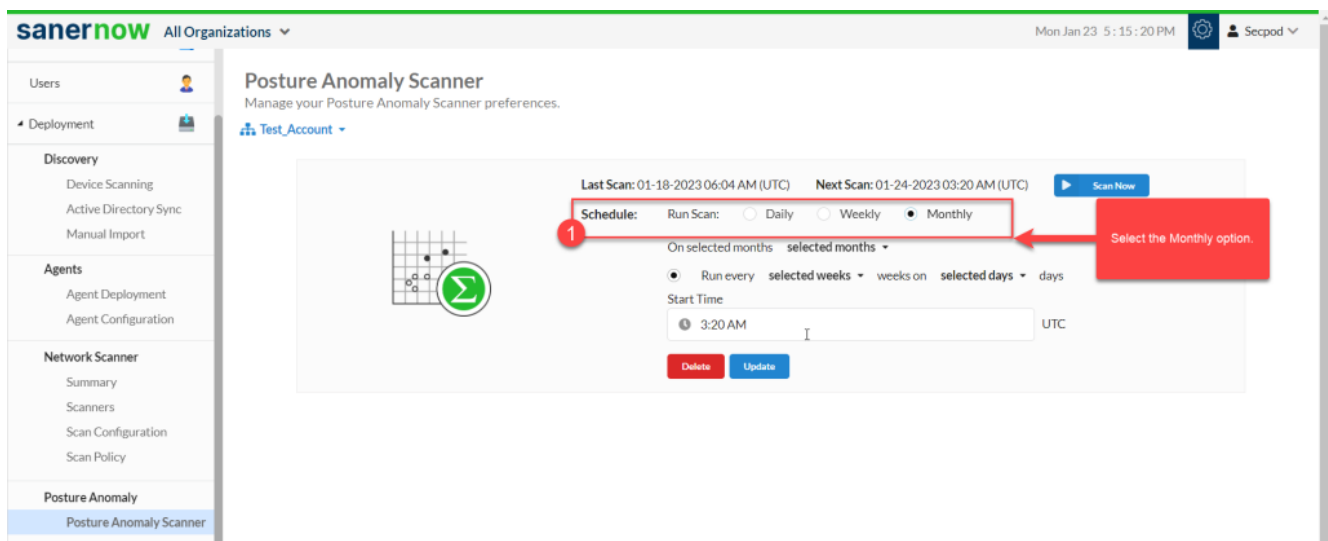 sanernow All Organizations
Mon Jan 23 5:15:20 PM
Secpod
Users
Deployment
Discovery
Device Scanning
Active Directory Sync
Manual Import
Agents
Agent Deployment
Agent Configuration
Network Scanner
Summary
Scanners
Scan Configuration
Scan Policy
Posture Anomaly
Posture Anomaly Scanner
Posture Anomaly Scanner
Manage your Posture Anomaly Scanner preferences.
Test_Account
Last Scan: 01-18-2023 06:04 AM (UTC) Next Scan: 01-24-2023 03:20 AM (UTC) Scan Now
Schedule: Run Scan: Daily Weekly Monthly
1
Select the Monthly option.
On selected months selected months
Run every selected weeks weeks on selected days days
Start Time
3:20 AM UTC
Delete Update
Σ